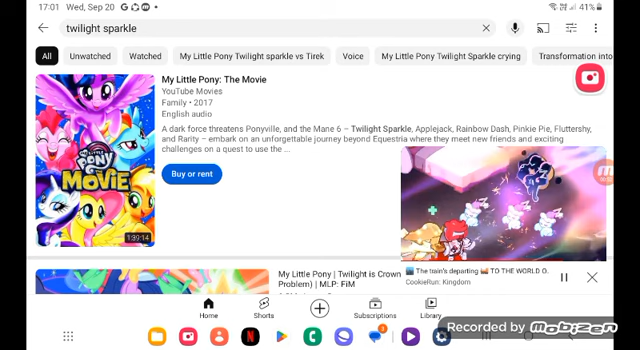 17:01 Wed, Sep 20
41%
twilight sparkle
All
Unwatched
Watched
My Little Pony Twilight sparkle vs Tirek
Voice
My Little Pony Twilight Sparkle crying
Transformation into
My Little Pony: The Movie
YouTube Movies
Family • 2017
English audio
A dark force threatens Ponyville, and the Mane 6 – Twilight Sparkle, Applejack, Rainbow Dash, Pinkie Pie, Fluttershy,
and Rarity – embark on an unforgettable journey beyond Equestria where they meet new friends and exciting
challenges on a quest to use the ...
Buy or rent
my LITTLE PONY
MOVIE
1:39:14
My Little Pony | Twilight is Crown
Problem) | MLP: FiM
The train's departing TO THE WORLD O.
CookieRun: Kingdom
Home
Shorts
Subscriptions
Library
3
Recorded by Mobizen